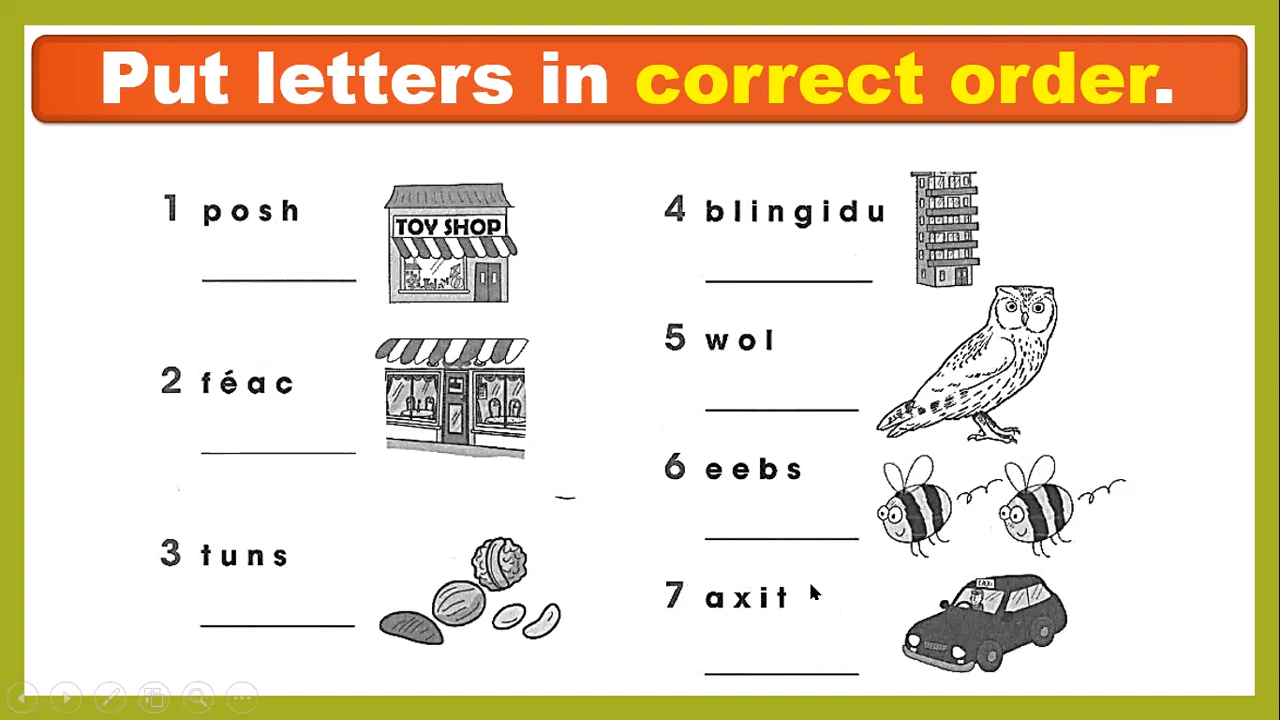 Put letters in correct order.
1 posh
TOY SHOP
2 féac
3 tuns
4 blingidu
5 wol
6 eebs
7 axit
TAXI